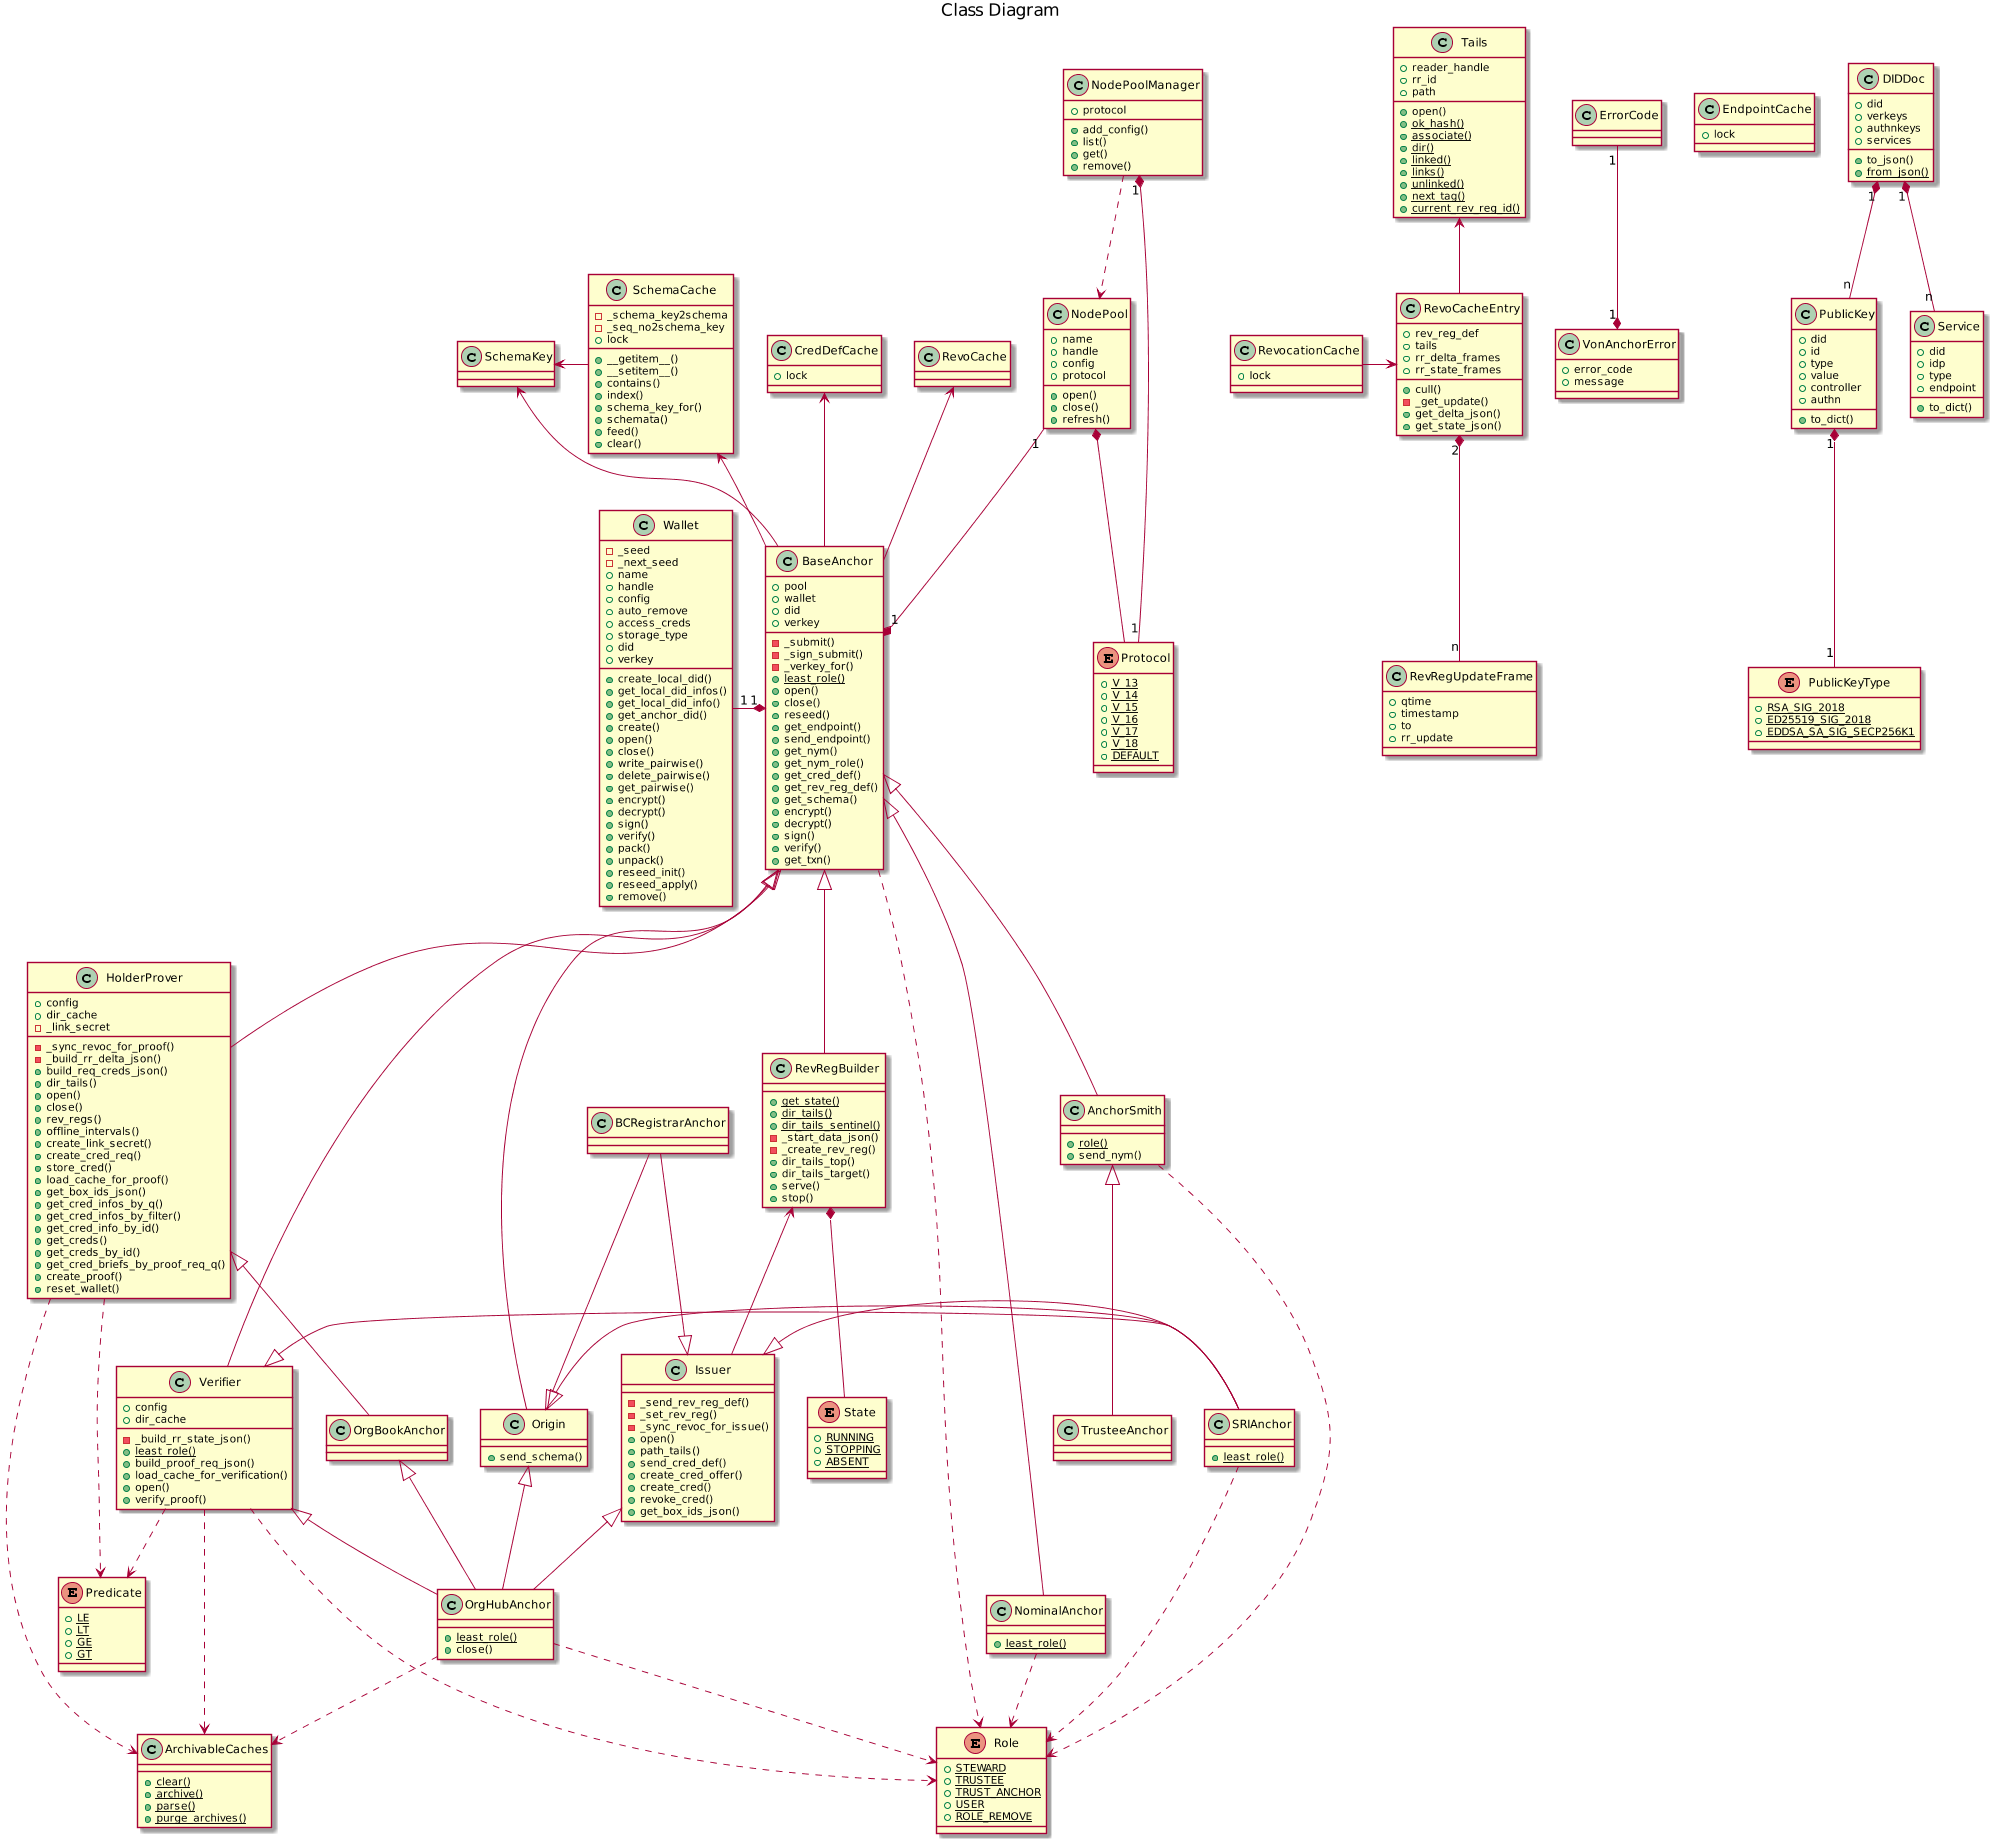 Class Diagram
C Tails
reader_handle
rr_id
path
open()
ok_hash()
associate()
dir()
linked()
links()
unlinked()
next_tag()
current_rev_reg_id()
C NodePoolManager
protocol
add_config()
list()
get()
remove()
1
C ErrorCode
1
C EndpointCache
lock
C DIDDoc
did
verkeys
authnkeys
services
to_json()
from_json()
1
1
C SchemaKey
C SchemaCache
_schema_key2schema
_seq_no2schema_key
lock
__getitem__()
__setitem__()
contains()
index()
schema_key_for()
schemata()
feed()
clear()
C CredDefCache
lock
C RevoCache
C NodePool
name
handle
config
protocol
open()
close()
refresh()
1
C RevocationCache
lock
C RevoCacheEntry
rev_reg_def
tails
rr_delta_frames
rr_state_frames
cull()
_get_update()
get_delta_json()
get_state_json()
2
1
C VonAnchorError
error_code
message
n
C PublicKey
did
id
type
value
controller
authn
to_dict()
1
n
C Service
did
idp
type
endpoint
to_dict()
C Wallet
_seed
_next_seed
name
handle
config
auto_remove
access_creds
storage_type
did
verkey
create_local_did()
get_local_did_infos()
get_local_did_info()
get_anchor_did()
create()
open()
close()
write_pairwise()
delete_pairwise()
get_pairwise()
encrypt()
decrypt()
sign()
verify()
pack()
unpack()
reseed_init()
reseed_apply()
remove()
1 1
C BaseAnchor
pool
wallet
did
verkey
_submit()
_sign_submit()
_verkey_for()
least_role()
open()
close()
reseed()
get_endpoint()
send_endpoint()
get_nym()
get_nym_role()
get_cred_def()
get_rev_reg_def()
get_schema()
encrypt()
decrypt()
sign()
verify()
get_txn()
1
1
E Protocol
V_13
V_14
V_15
V_16
V_17
V_18
DEFAULT
n
C RevRegUpdateFrame
qtime
timestamp
to
rr_update
1
E PublicKeyType
RSA_SIG_2018
ED25519_SIG_2018
EDDSA_SA_SIG_SECP256K1
C HolderProver
config
dir_cache
_link_secret
_sync_revoc_for_proof()
_build_rr_delta_json()
build_req_creds_json()
dir_tails()
open()
close()
rev_regs()
offline_intervals()
create_link_secret()
create_cred_req()
store_cred()
load_cache_for_proof()
get_box_ids_json()
get_cred_infos_by_q()
get_cred_infos_by_filter()
get_cred_info_by_id()
get_creds()
get_creds_by_id()
get_cred_briefs_by_proof_req_q()
create_proof()
reset_wallet()
C BCRegistrarAnchor
C RevRegBuilder
get_state()
dir_tails()
dir_tails_sentinel()
_start_data_json()
_create_rev_reg()
dir_tails_top()
dir_tails_target()
serve()
stop()
C AnchorSmith
role()
send_nym()
C Verifier
config
dir_cache
_build_rr_state_json()
least_role()
build_proof_req_json()
load_cache_for_verification()
open()
verify_proof()
C OrgBookAnchor
C Origin
send_schema()
C Issuer
_send_rev_reg_def()
_set_rev_reg()
_sync_revoc_for_issue()
open()
path_tails()
send_cred_def()
create_cred_offer()
create_cred()
revoke_cred()
get_box_ids_json()
E State
RUNNING
STOPPING
ABSENT
C TrusteeAnchor
C SRIAnchor
least_role()
E Predicate
LE
LT
GE
GT
C OrgHubAnchor
least_role()
close()
C NominalAnchor
least_role()
C ArchivableCaches
clear()
archive()
parse()
purge_archives()
E Role
STEWARD
TRUSTEE
TRUST_ANCHOR
USER
ROLE_REMOVE